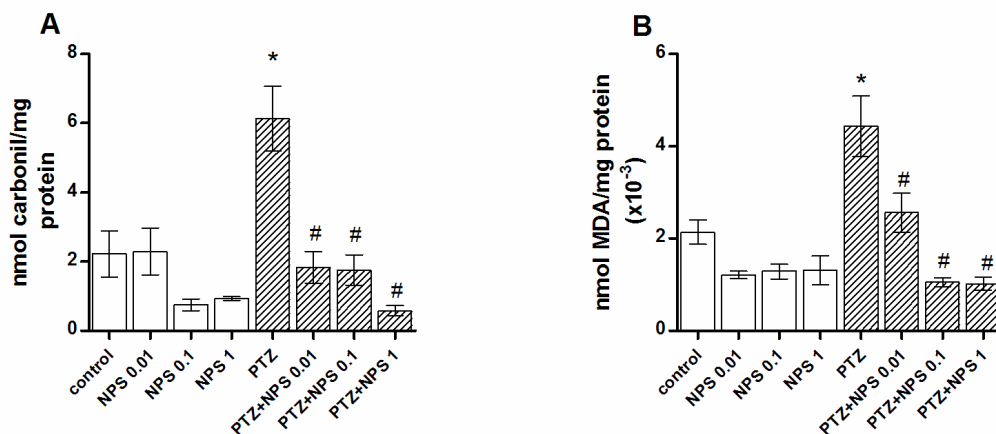 A
nmol carbonil/mg
protein
8
6
4
2
0
*
#
#
#
control
NPS 0.01
NPS 0.1
NPS 1
PTZ
PTZ+NPS 0.01
PTZ+NPS 0.1
PTZ+NPS 1
B
nmol MDA/mg protein
(x10⁻³)
6
4
2
0
*
#
#
#
control
NPS 0.01
NPS 0.1
NPS 1
PTZ
PTZ+NPS 0.01
PTZ+NPS 0.1
PTZ+NPS 1